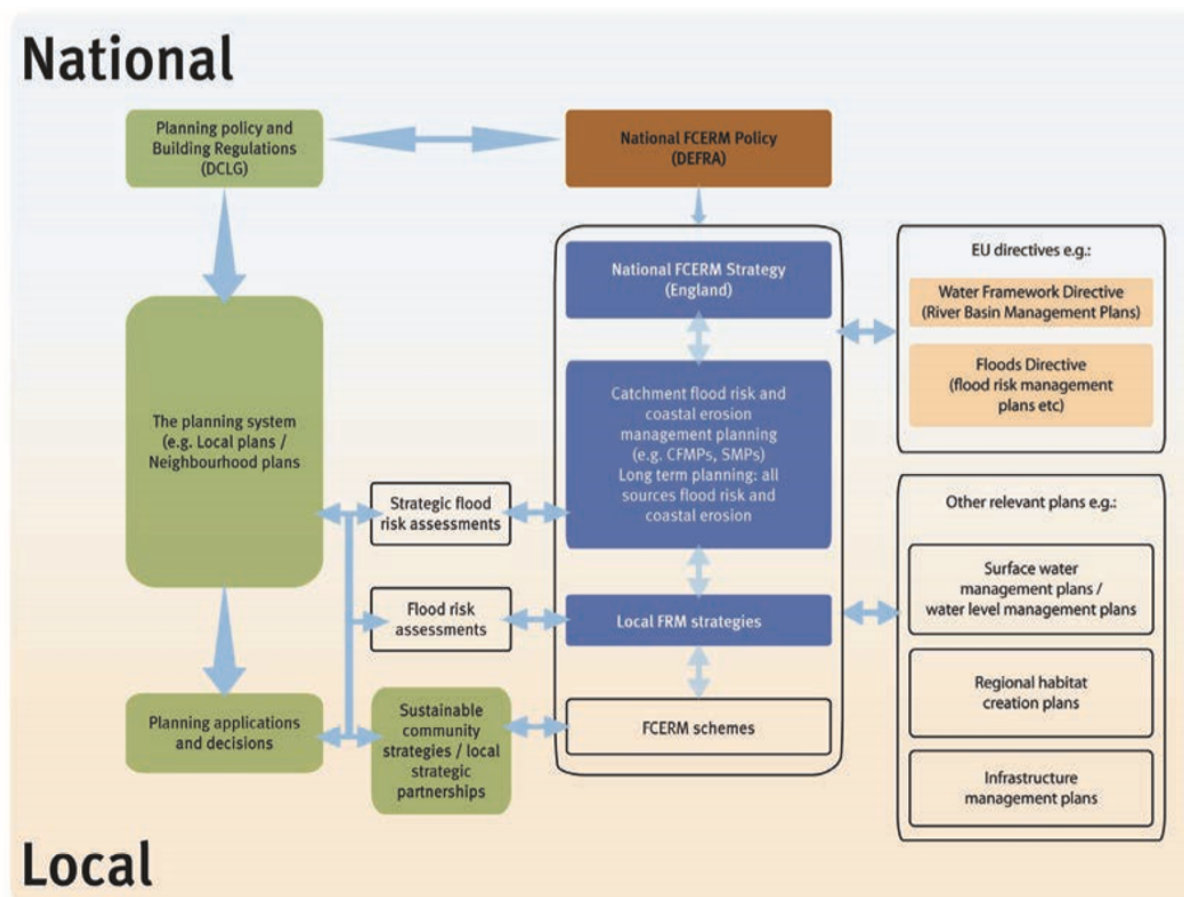 National
Planning policy and
Building Regulations
(DCLG)
National FCERM Policy
(DEFRA)
National FCERM Strategy
(England)
EU directives e.g.:
Water Framework Directive
(River Basin Management Plans)
Floods Directive
(flood risk management
plans etc)
The planning system
(e.g. Local plans /
Neighbourhood plans
Catchment flood risk and
coastal erosion
management planning
(e.g. CFMPs, SMPs)
Long term planning: all
sources flood risk and
coastal erosion
Strategic flood
risk assessments
Other relevant plans e.g.:
Surface water
management plans /
water level management plans
Flood risk
assessments
Local FRM strategies
Regional habitat
creation plans
Planning applications
and decisions
Sustainable
community
strategies / local
strategic
partnerships
FCERM schemes
Infrastructure
management plans
Local